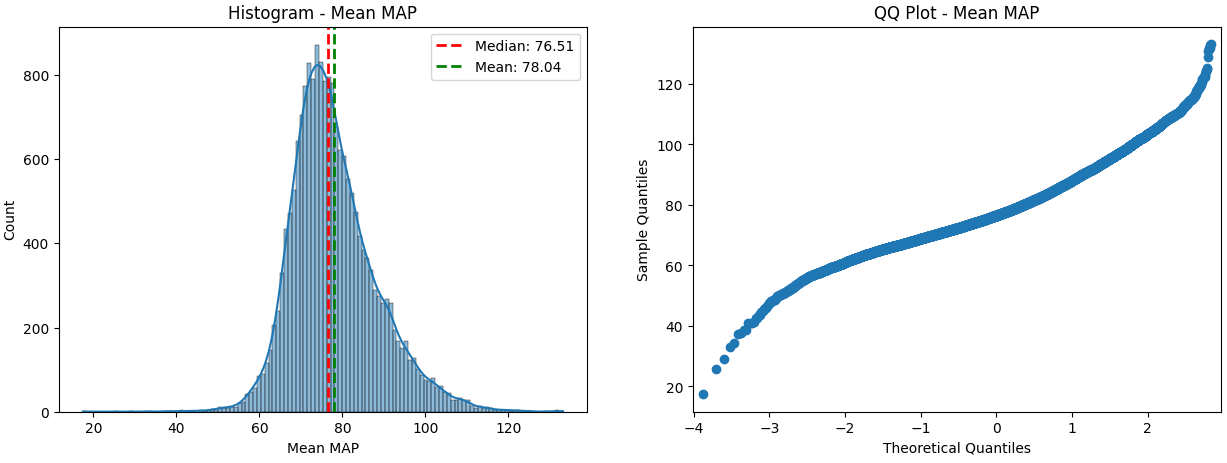 Histogram - Mean MAP
Median: 76.51
Mean: 78.04
Count
800
600
400
200
0
20 40 60 80 100 120
Mean MAP
QQ Plot - Mean MAP
Sample Quantiles
120
100
80
60
40
20
−4 −3 −2 −1 0 1 2
Theoretical Quantiles